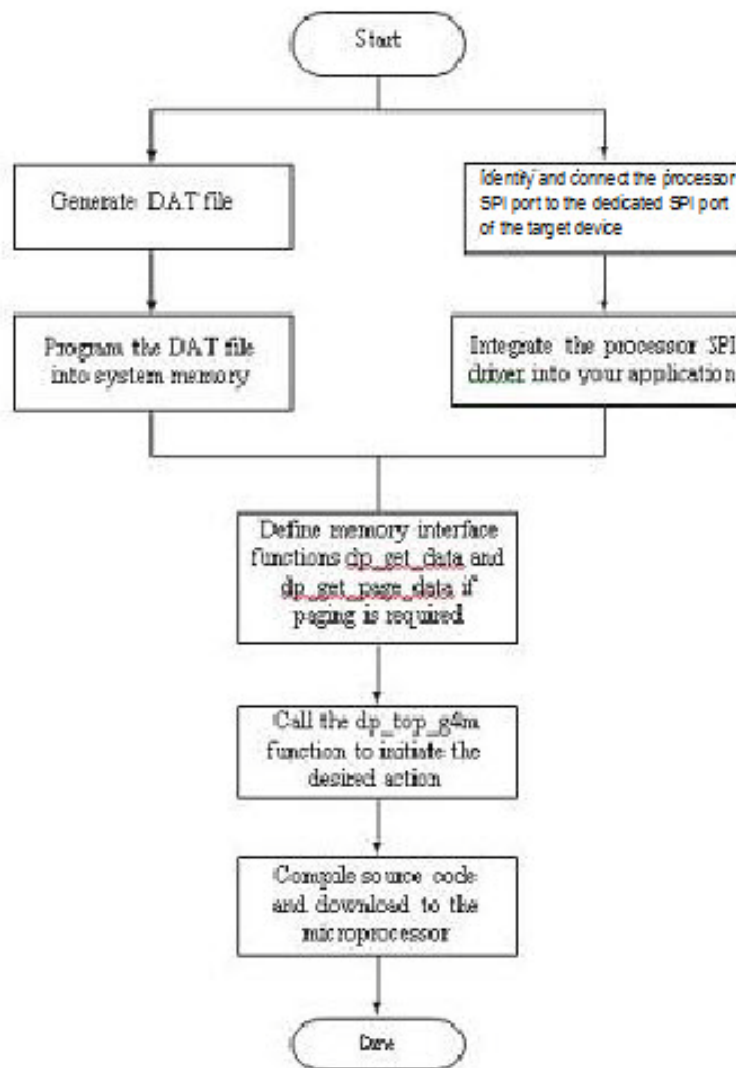 Start
Generate DAT file
Identify and connect the processor
SPI port to the dedicated SPI port
of the target device
Program the DAT file
into system memory
Integrate the processor SPI
driver into your application
Define memory interface
functions dp_get_data and
dp_get_page_data if
paging is required
Call the dp_top_g4m
function to initiate the
desired action
Compile source code
and download to the
microprocessor
Done